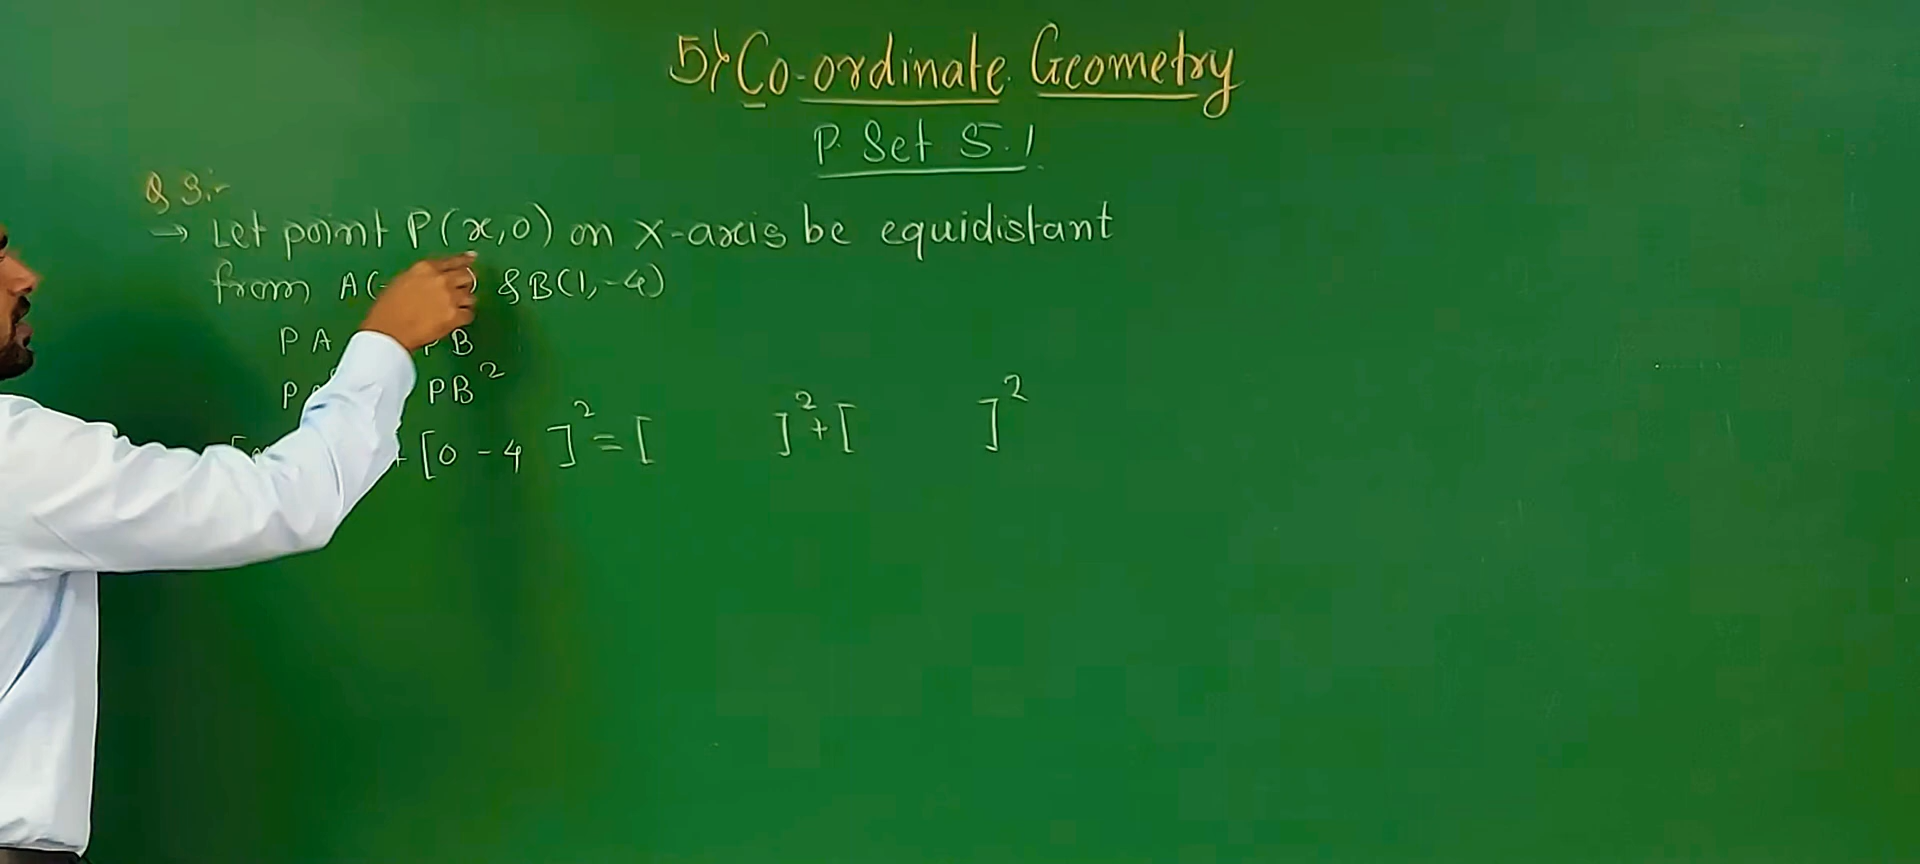 5) Co-ordinate Geometry
P. Set 5.1
Q 3:-
→ Let point P(x,0) on X-axis be equidistant
from A(- ) & B(1,-4)
PA PB
P PB²
[ + [0 - 4 ]² = [ ]² + [ ]²